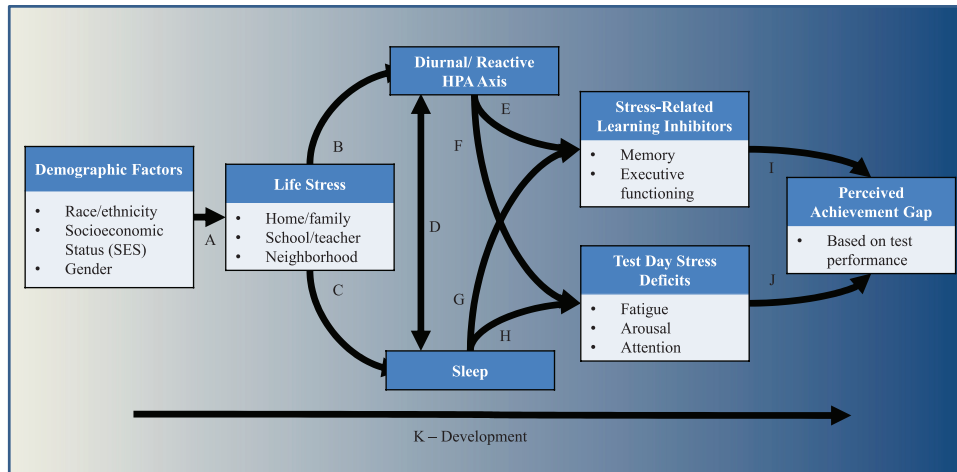 Demographic Factors
• Race/ethnicity
• Socioeconomic
Status (SES)
• Gender
A
Life Stress
• Home/family
• School/teacher
• Neighborhood
B
C
Diurnal/ Reactive
HPA Axis
D
Sleep
E
F
G
H
Stress-Related
Learning Inhibitors
• Memory
• Executive
functioning
Test Day Stress
Deficits
• Fatigue
• Arousal
• Attention
I
J
Perceived
Achievement Gap
• Based on test
performance
K – Development